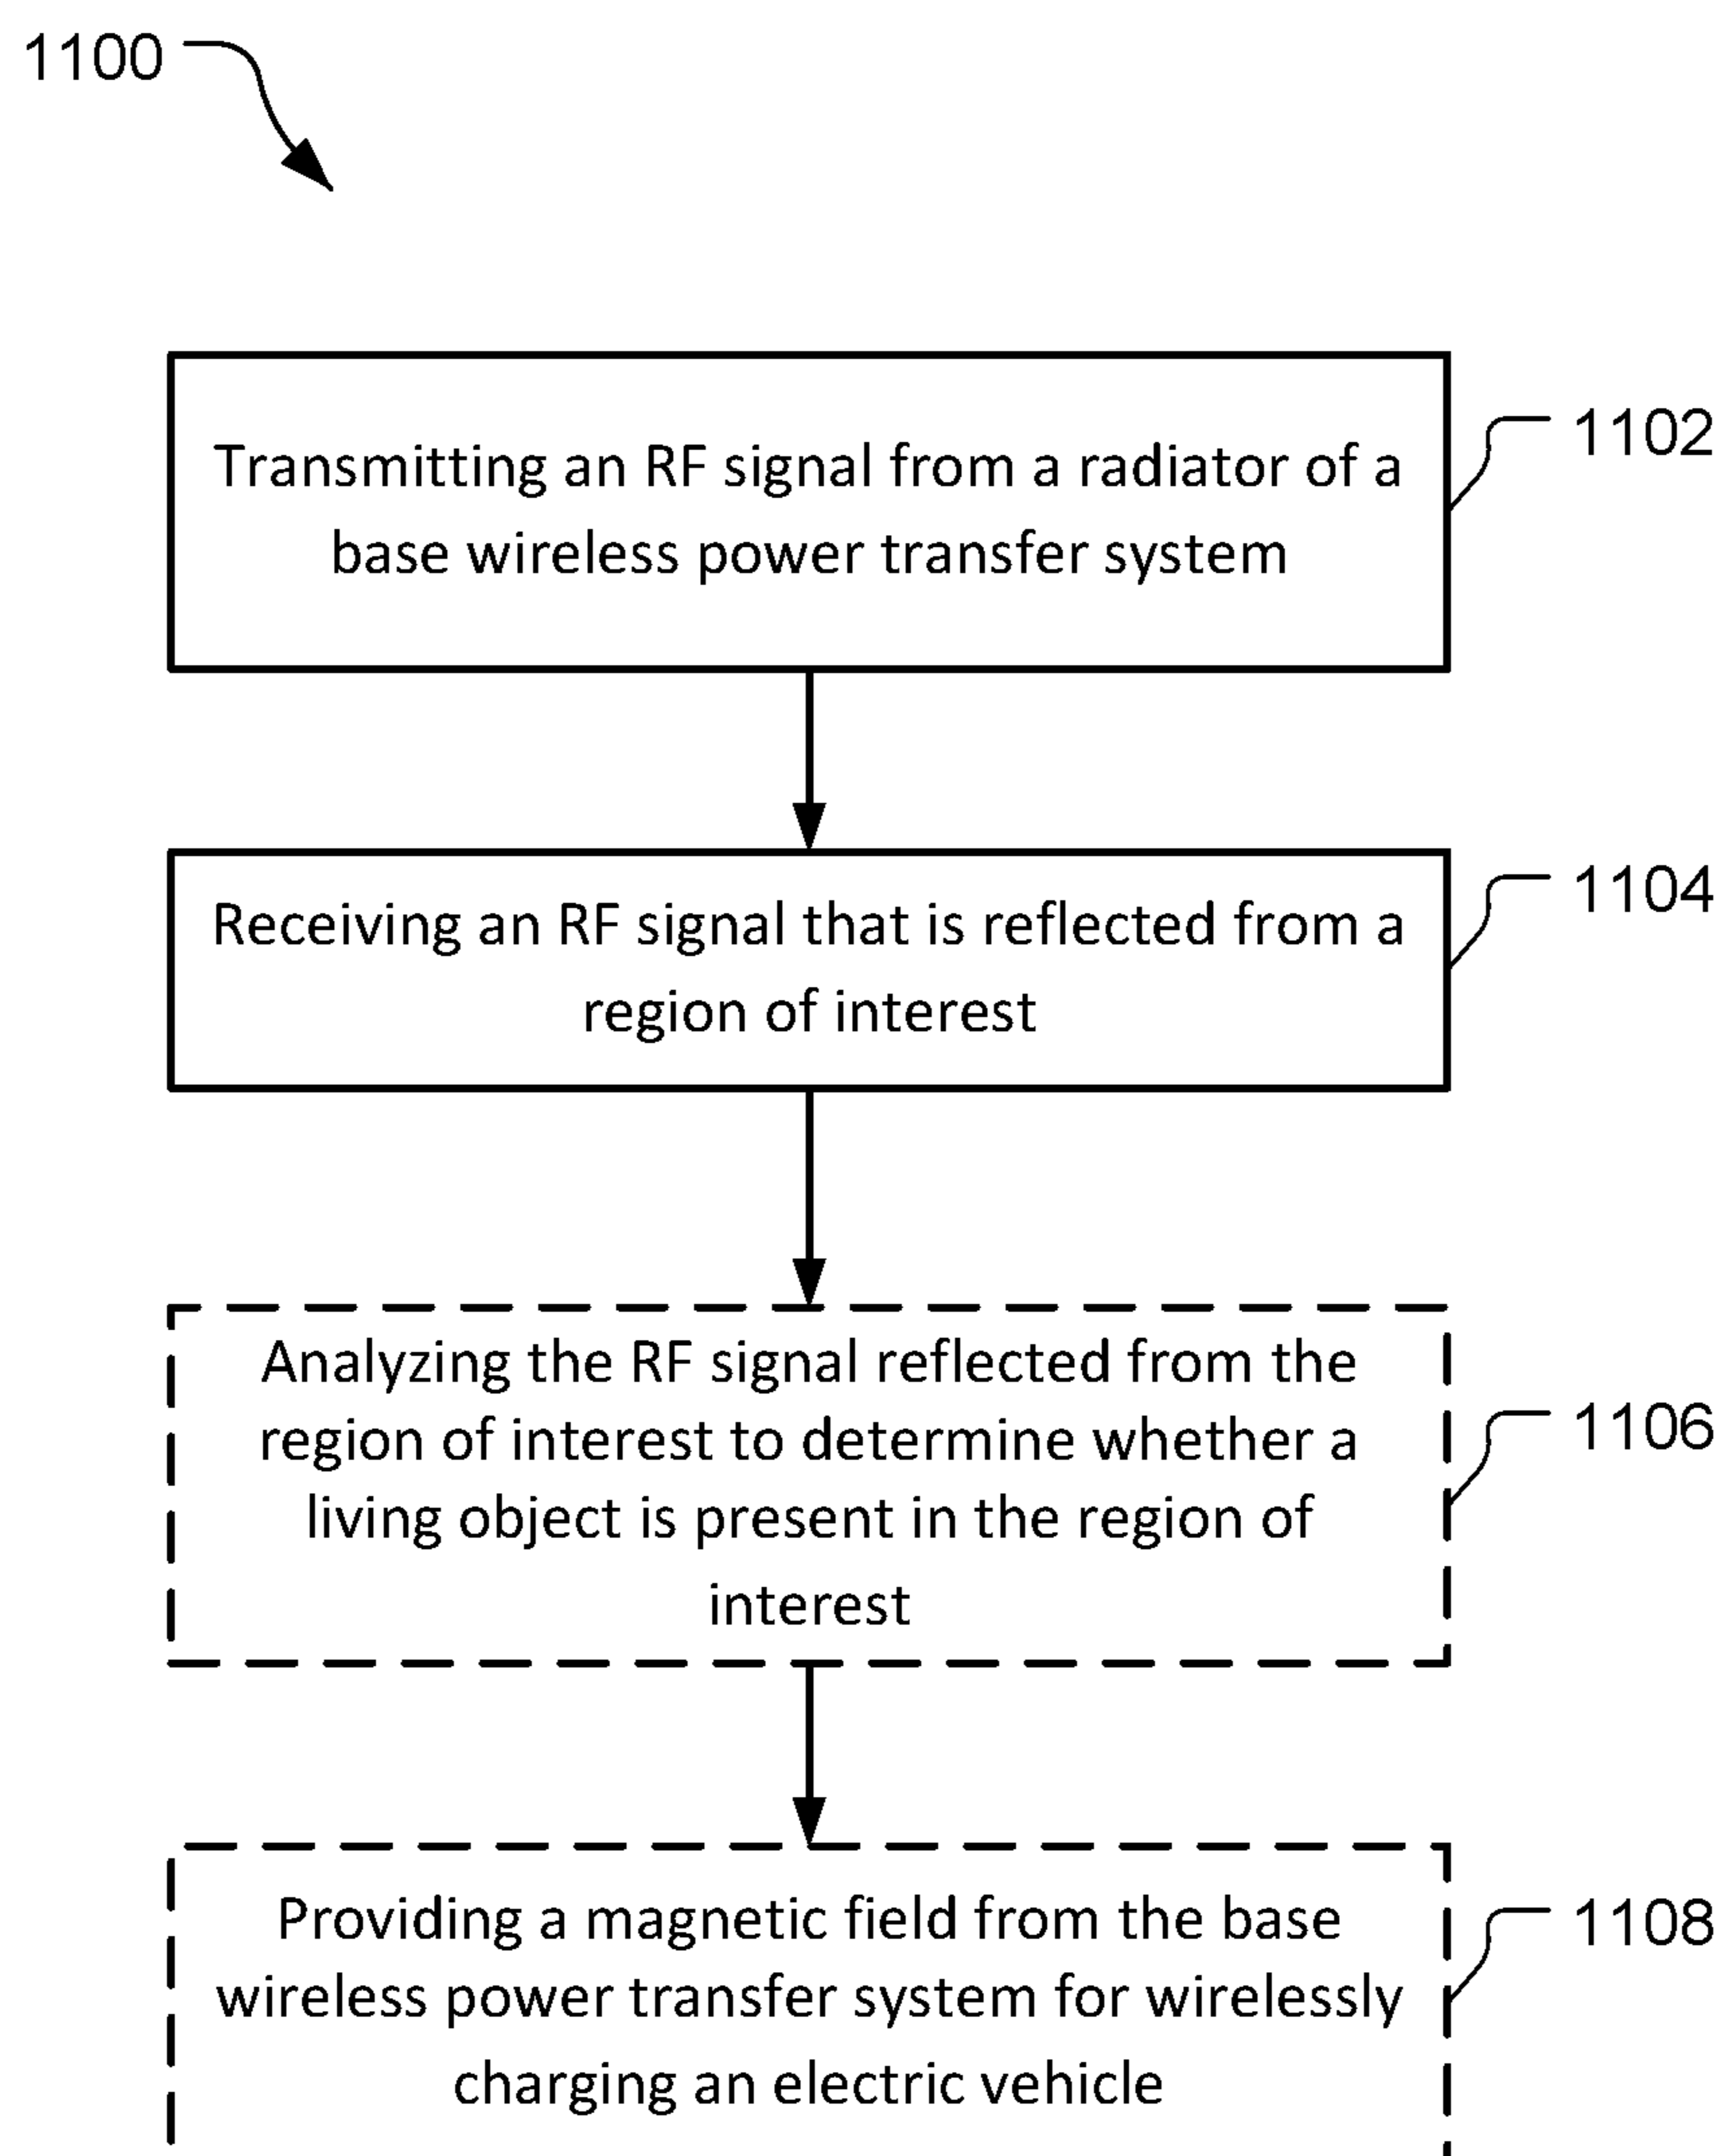 1100
Transmitting an RF signal from a radiator of a
base wireless power transfer system
1102
Receiving an RF signal that is reflected from a
region of interest
1104
Analyzing the RF signal reflected from the
region of interest to determine whether a
living object is present in the region of
interest
1106
Providing a magnetic field from the base
wireless power transfer system for wirelessly
charging an electric vehicle
1108